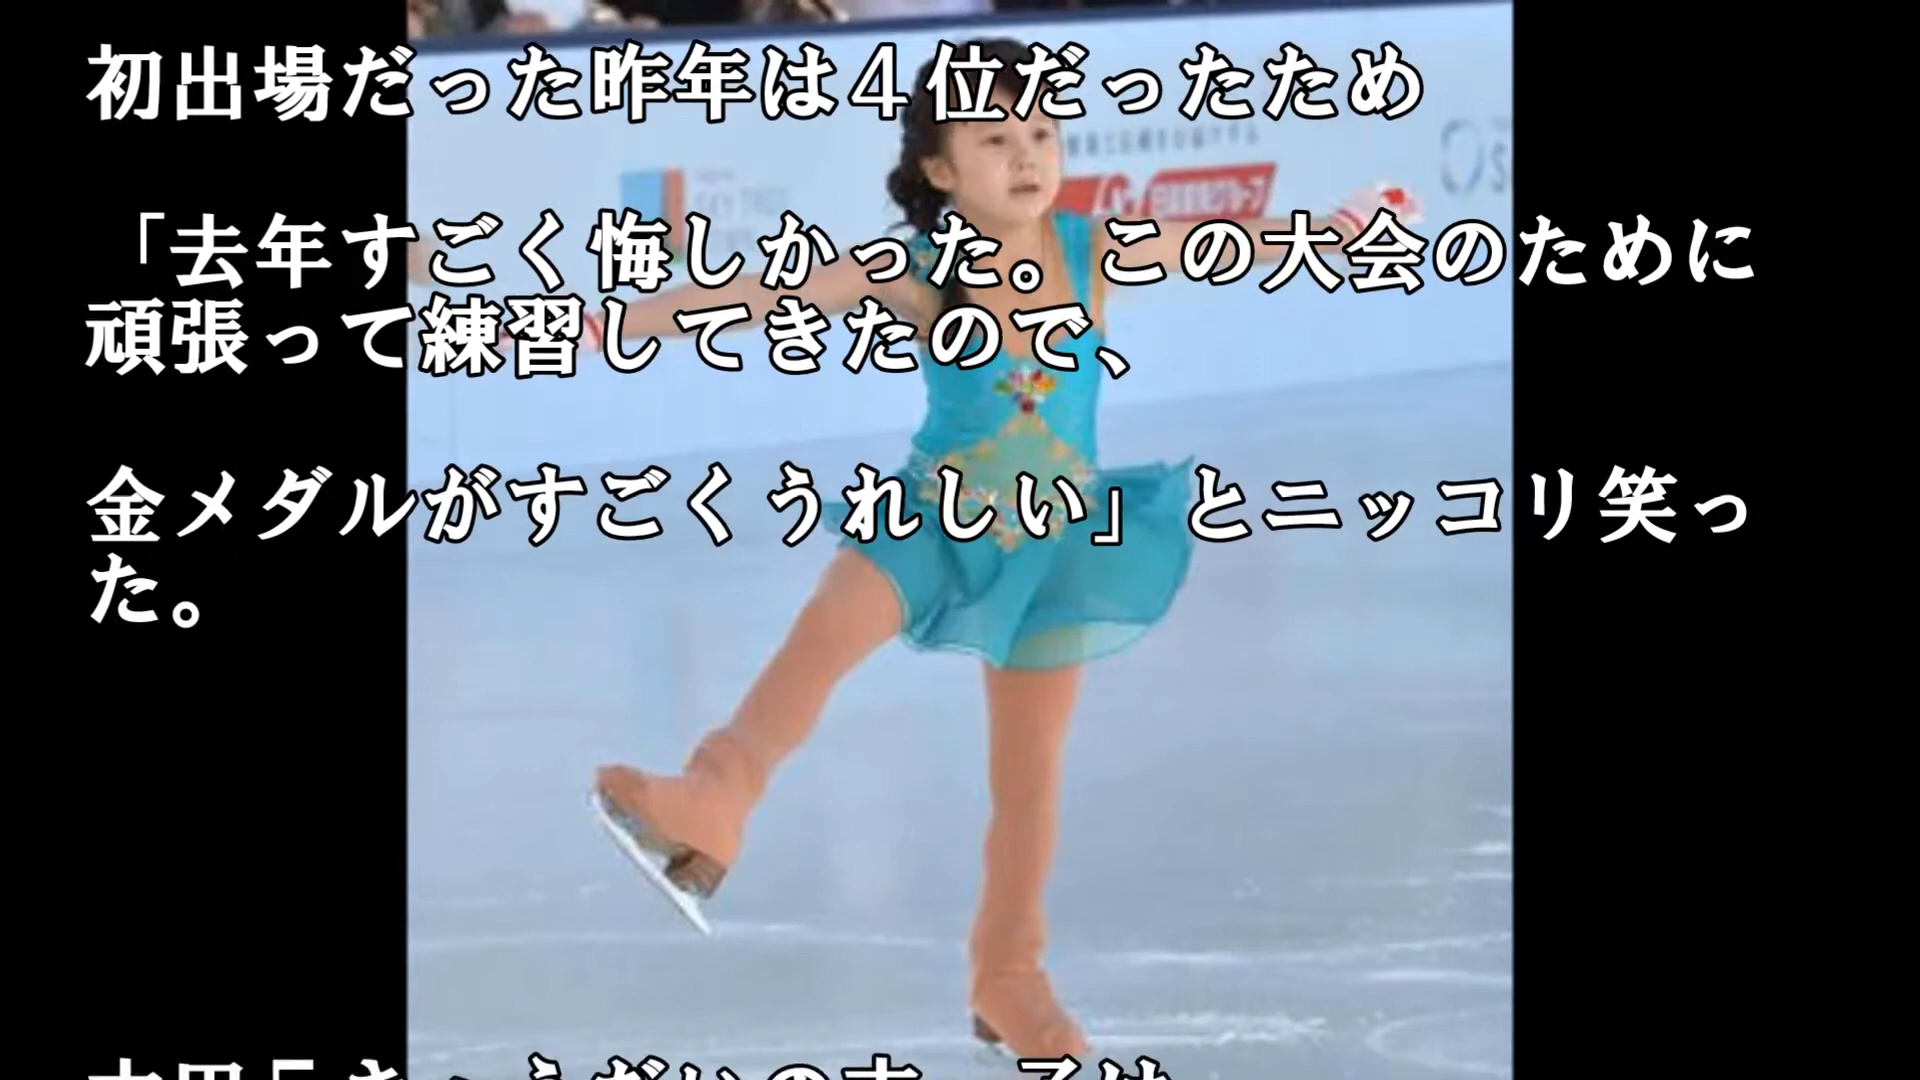 初出場だった昨年は４位だったため
「去年すごく悔しかった。この大会のために
頑張って練習してきたので、
金メダルがすごくうれしい」とニッコリ笑っ
た。